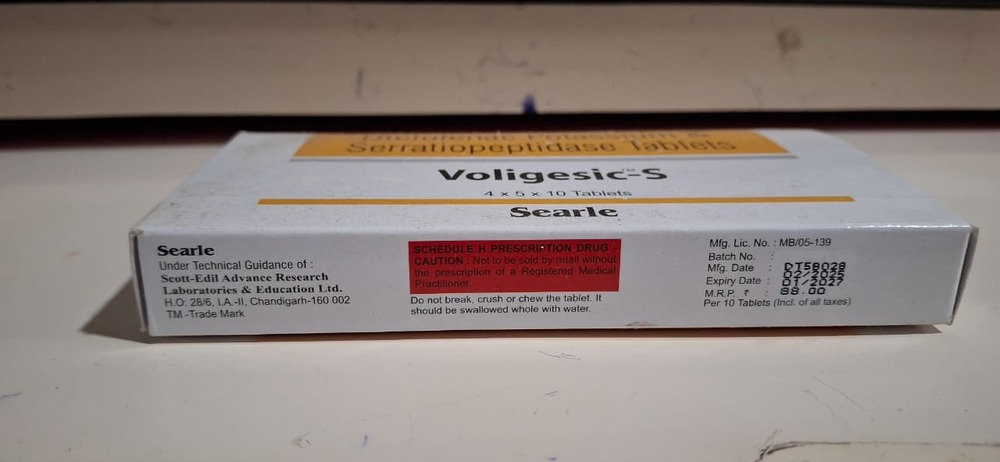 Diclofenac Potassium &
Serratiopeptidase Tablets
Voligesic™-S
4 x 5 x 10 Tablets
Searle
Searle
Under Technical Guidance of :
Scott-Edil Advance Research
Laboratories & Education Ltd.
H.O: 28/6, I.A.-II, Chandigarh-160 002
TM -Trade Mark
SCHEDULE H PRESCRIPTION DRUG -
CAUTION : Not to be sold by retail without
the prescription of a Registered Medical
Practitioner.
Do not break, crush or chew the tablet. It
should be swallowed whole with water.
Mfg. Lic. No. : MB/05-139
Batch No. : DT58028
Mfg. Date : 02/2025
Expiry Date : 01/2027
M.R.P. ₹ : 88.00
Per 10 Tablets (Incl. of all taxes)